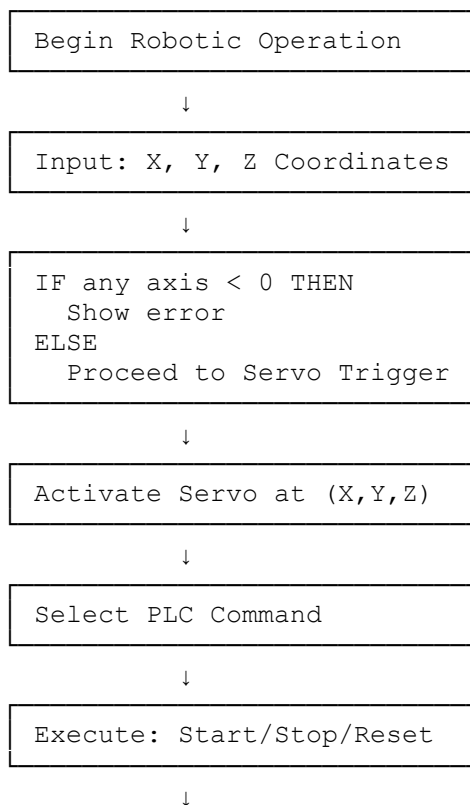 Begin Robotic Operation
↓
Input: X, Y, Z Coordinates
↓
IF any axis < 0 THEN
  Show error
ELSE
  Proceed to Servo Trigger
↓
Activate Servo at (X,Y,Z)
↓
Select PLC Command
↓
Execute: Start/Stop/Reset
↓